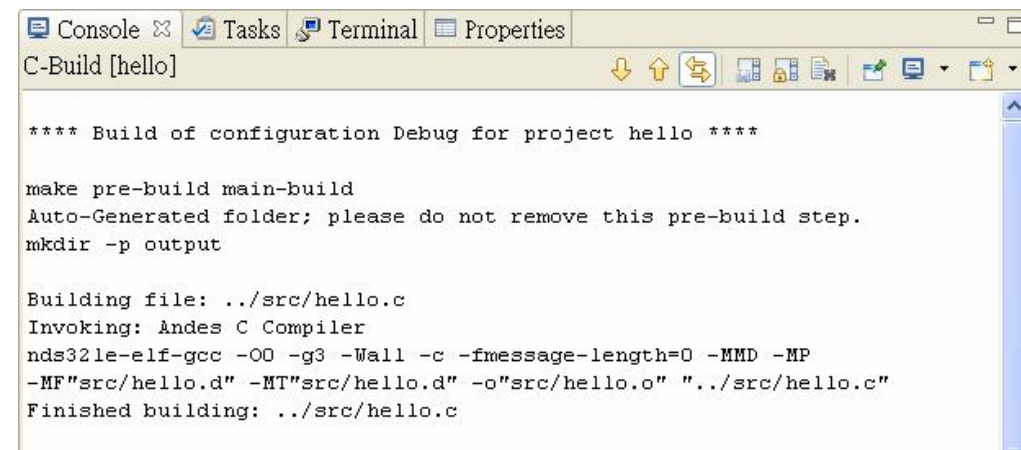 Console Tasks Terminal Properties
C-Build [hello]
**** Build of configuration Debug for project hello ****
make pre-build main-build
Auto-Generated folder; please do not remove this pre-build step.
mkdir -p output
Building file: ../src/hello.c
Invoking: Andes C Compiler
nds32le-elf-gcc -O0 -g3 -Wall -c -fmessage-length=0 -MMD -MP
-MF"src/hello.d" -MT"src/hello.d" -o"src/hello.o" "../src/hello.c"
Finished building: ../src/hello.c